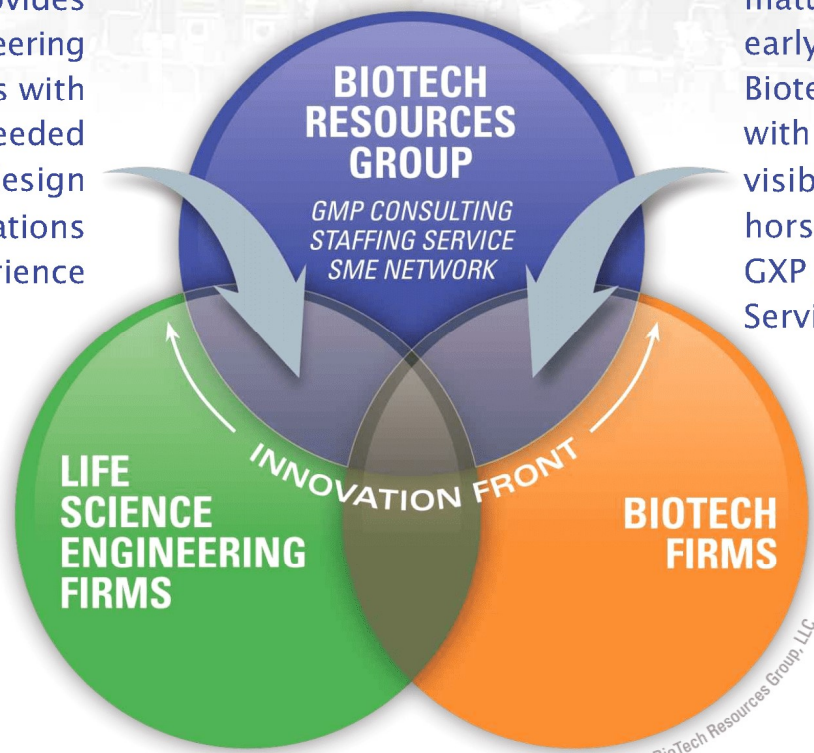 ovides
eering
s with
eeded
esign
ations
rience
BIOTECH
RESOURCES
GROUP
GMP CONSULTING
STAFFING SERVICE
SME NETWORK
matu
early
Biote
with
visib
hors
GXP
Servi
INNOVATION FRONT
LIFE
SCIENCE
ENGINEERING
FIRMS
BIOTECH
FIRMS
BioTech Resources Group, LLC